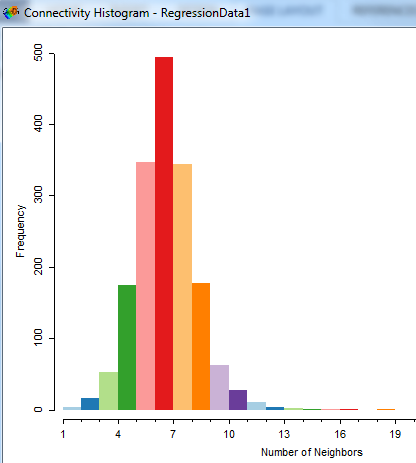 Connectivity Histogram - RegressionData1
500
400
300
200
100
0
Frequency
1 4 7 10 13 16 19
Number of Neighbors